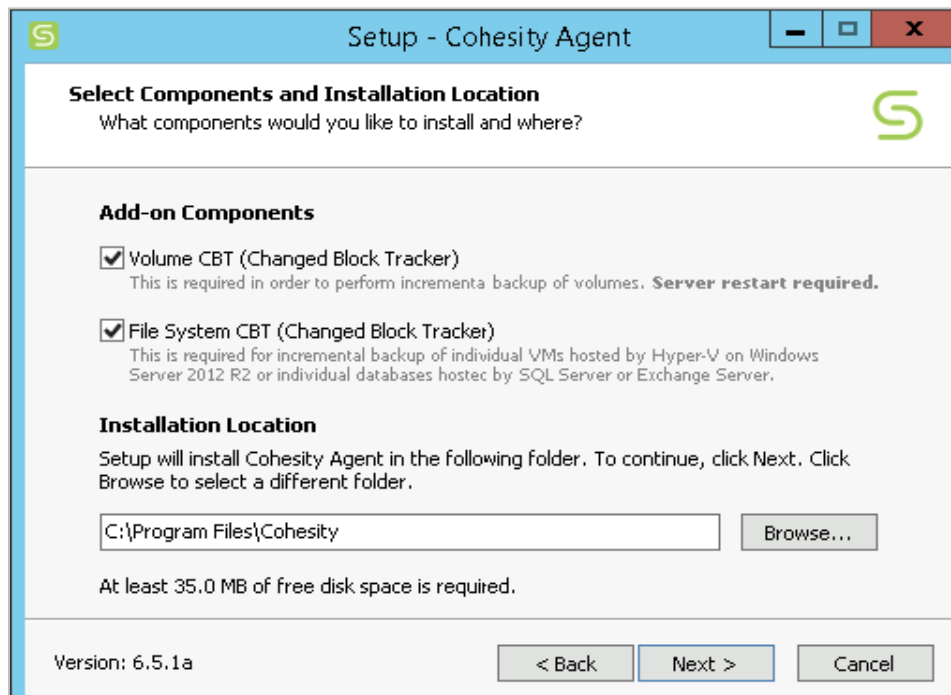 Setup - Cohesity Agent
Select Components and Installation Location
What components would you like to install and where?
Add-on Components
Volume CBT (Changed Block Tracker)
This is required in order to perform incrementa backup of volumes. Server restart required.
File System CBT (Changed Block Tracker)
This is required for incremental backup of individual VMs hosted by Hyper-V on Windows
Server 2012 R2 or individual databases hostec by SQL Server or Exchange Server.
Installation Location
Setup will install Cohesity Agent in the following folder. To continue, click Next. Click
Browse to select a different folder.
C:\Program Files\Cohesity
Browse...
At least 35.0 MB of free disk space is required.
Version: 6.5.1a
< Back
Next >
Cancel